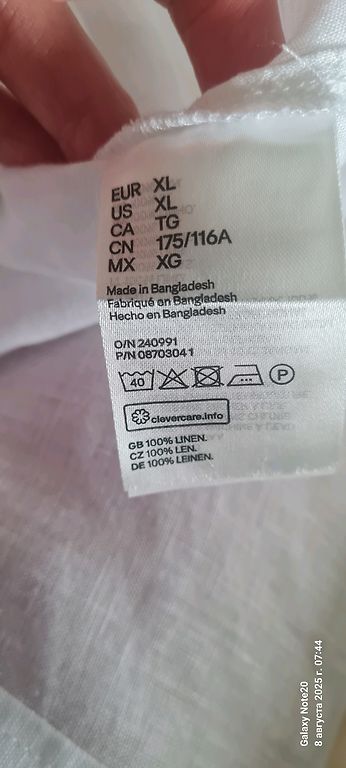 EUR XL
US XL
CA TG
CN 175/116A
MX XG
Made in Bangladesh
Fabriqué en Bangladesh
Hecho en Bangladesh
O/N 240991
P/N 08703041
40 P
clevercare.info
GB 100% LINEN.
CZ 100% LEN.
DE 100% LEINEN.
Galaxy Note20
8 августа 2025 г. 07:44